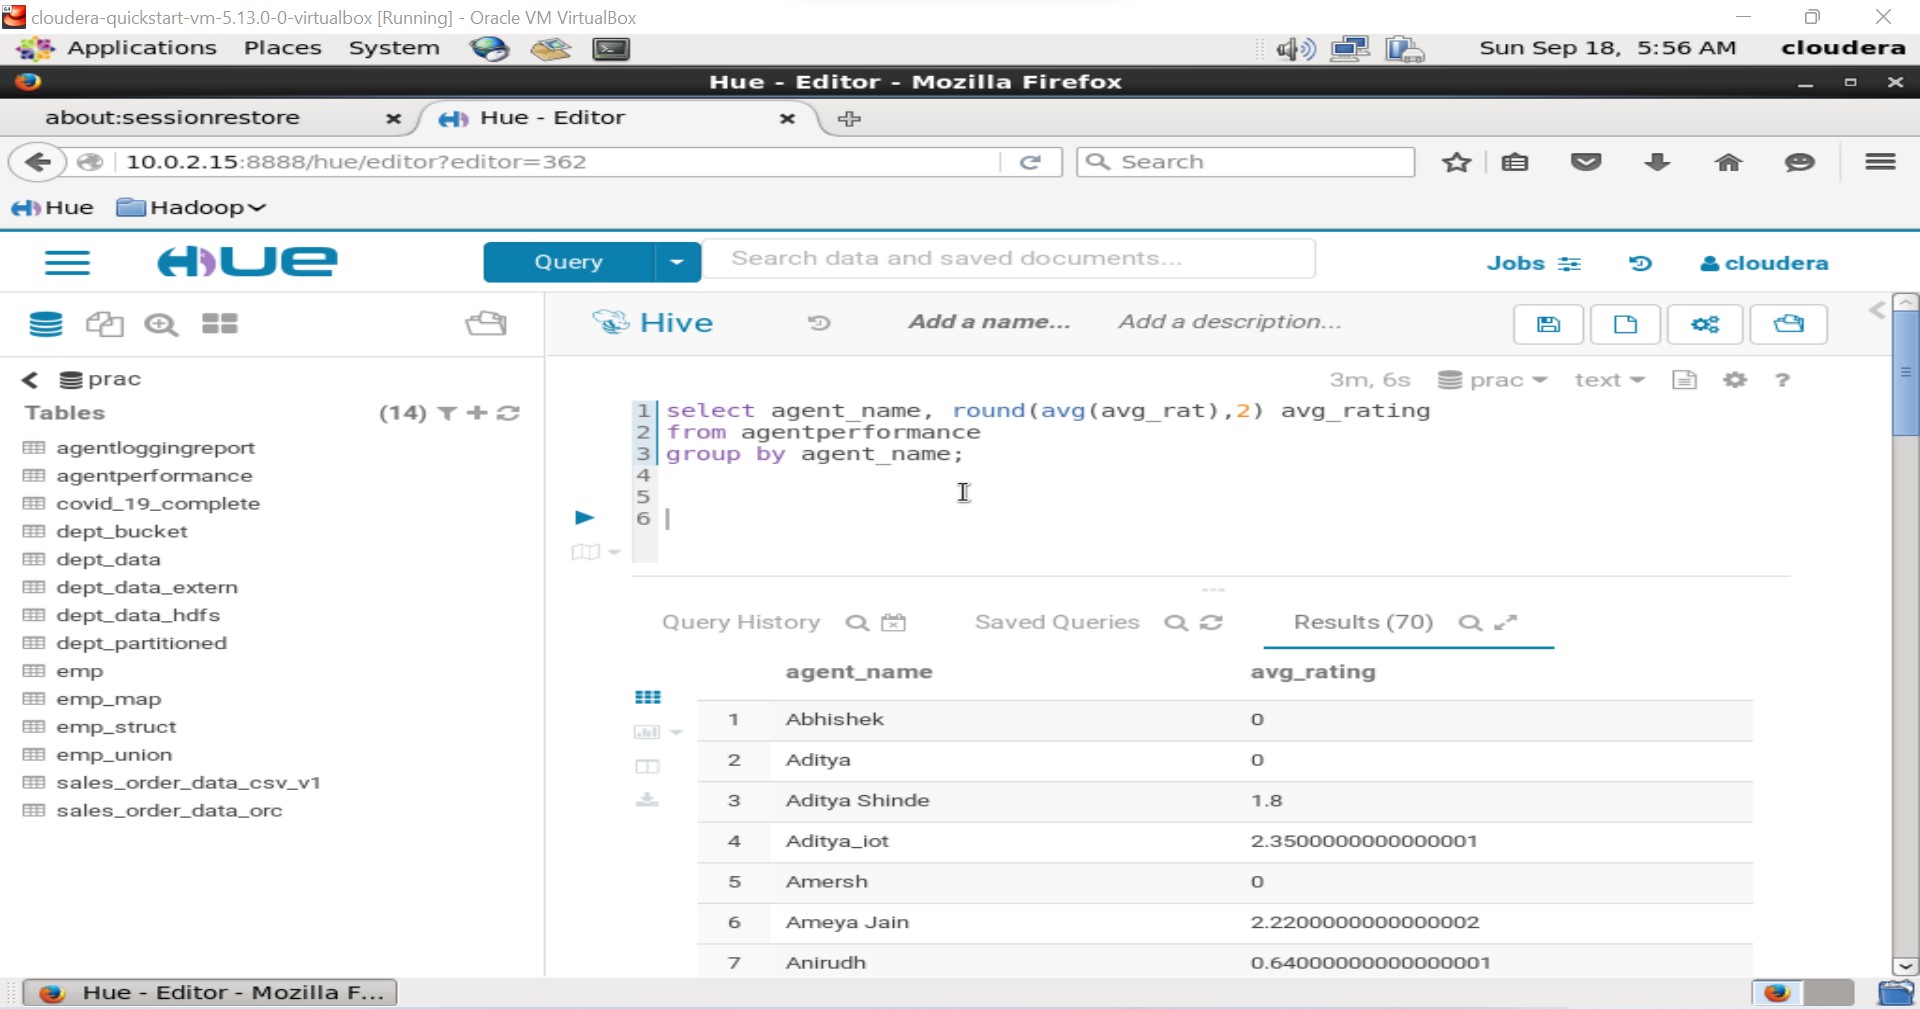 cloudera-quickstart-vm-5.13.0-0-virtualbox [Running] - Oracle VM VirtualBox
Applications Places System Sun Sep 18, 5:56 AM cloudera
Hue - Editor - Mozilla Firefox
about:sessionrestore Hue - Editor
10.0.2.15:8888/hue/editor?editor=362 Search
Hue Hadoop
HUE Query Search data and saved documents... Jobs cloudera
Hive Add a name... Add a description...
prac
3m, 6s prac text ?
Tables (14)
agentloggingreport
agentperformance
covid_19_complete
dept_bucket
dept_data
dept_data_extern
dept_data_hdfs
dept_partitioned
emp
emp_map
emp_struct
emp_union
sales_order_data_csv_v1
sales_order_data_orc
1 select agent_name, round(avg(avg_rat),2) avg_rating
2 from agentperformance
3 group by agent_name;
4
5
6
Query History Saved Queries Results (70)
agent_name avg_rating
1 Abhishek 0
2 Aditya 0
3 Aditya Shinde 1.8
4 Aditya_iot 2.3500000000000001
5 Amersh 0
6 Ameya Jain 2.2200000000000002
7 Anirudh 0.64000000000000001
Hue - Editor - Mozilla F...